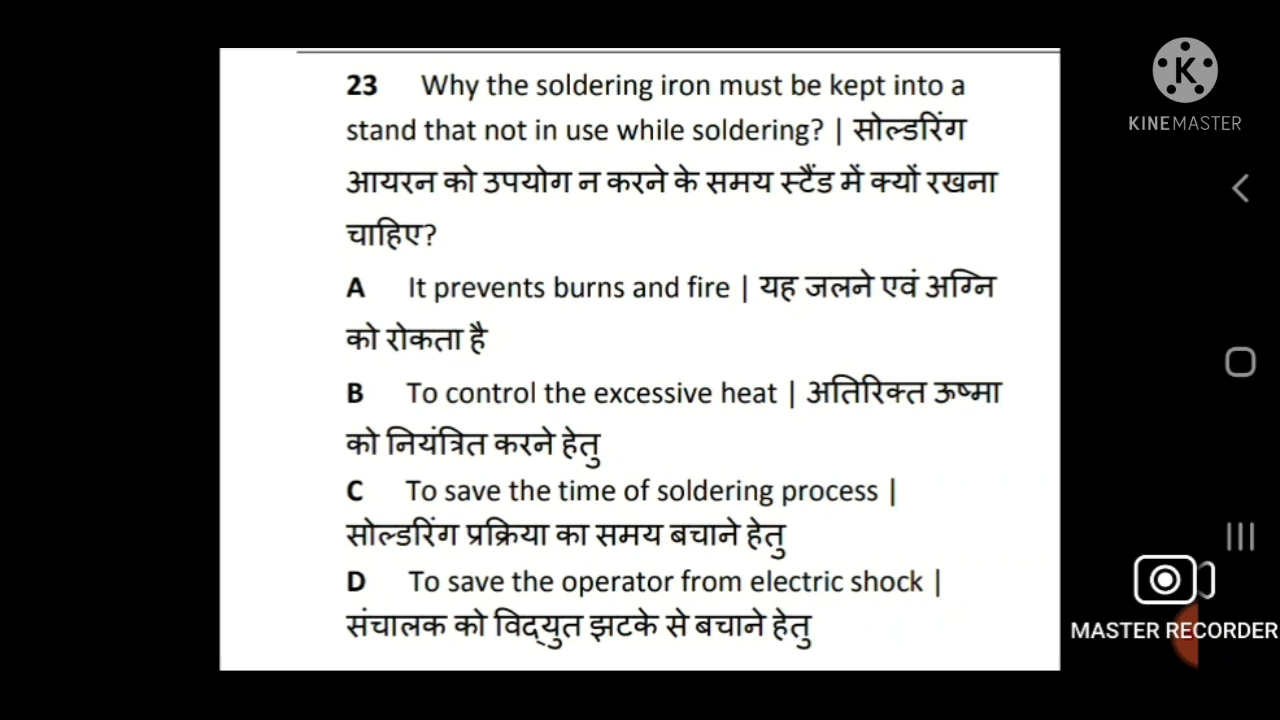 23 Why the soldering iron must be kept into a
stand that not in use while soldering? | सोल्डरिंग
आयरन को उपयोग न करने के समय स्टैंड में क्यों रखना
चाहिए?
A It prevents burns and fire | यह जलने एवं अग्नि
को रोकता है
B To control the excessive heat | अतिरिक्त ऊष्मा
को नियंत्रित करने हेतु
C To save the time of soldering process |
सोल्डरिंग प्रक्रिया का समय बचाने हेतु
D To save the operator from electric shock |
संचालक को विद्युत झटके से बचाने हेतु
K
KINEMASTER
MASTER RECORDER